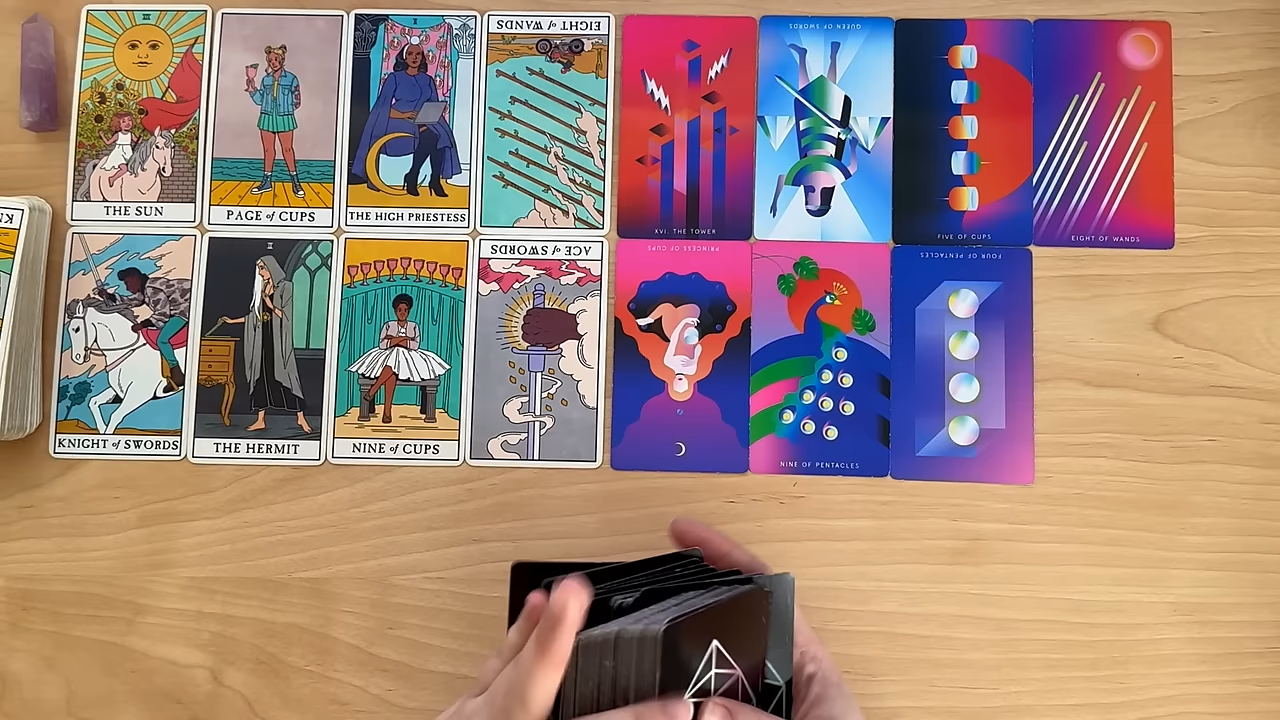 III
THE SUN
PAGE of CUPS
I
THE HIGH PRIESTESS
EIGHT of WANDS
XVI. THE TOWER
QUEEN OF SWORDS
FIVE OF CUPS
EIGHT OF WANDS
KNIGHT of SWORDS
II
THE HERMIT
NINE of CUPS
ACE of SWORDS
PRINCESS OF CUPS
NINE OF PENTACLES
FOUR OF PENTACLES